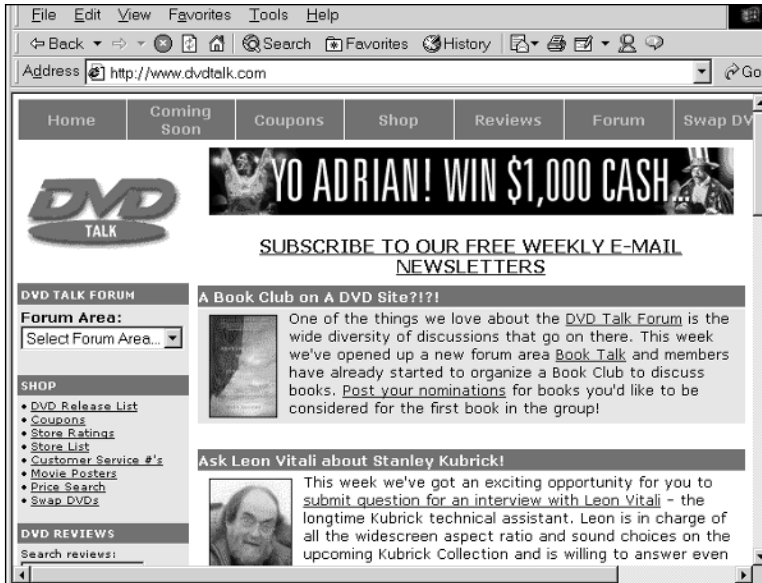 File Edit View Favorites Tools Help
Back Search Favorites History
Address http://www.dvdtalk.com Go
Home Coming Soon Coupons Shop Reviews Forum Swap DV
DVD TALK
YO ADRIAN! WIN $1,000 CASH...
SUBSCRIBE TO OUR FREE WEEKLY E-MAIL
NEWSLETTERS
DVD TALK FORUM
Forum Area:
Select Forum Area...
SHOP
• DVD Release List
• Coupons
• Store Ratings
• Store List
• Customer Service #'s
• Movie Posters
• Price Search
• Swap DVDs
DVD REVIEWS
Search reviews:
A Book Club on A DVD Site?!?!
One of the things we love about the DVD Talk Forum is the
wide diversity of discussions that go on there. This week
we've opened up a new forum area Book Talk and members
have already started to organize a Book Club to discuss
books. Post your nominations for books you'd like to be
considered for the first book in the group!
Ask Leon Vitali about Stanley Kubrick!
This week we've got an exciting opportunity for you to
submit question for an interview with Leon Vitali - the
longtime Kubrick technical assistant. Leon is in charge of
all the widescreen aspect ratio and sound choices on the
upcoming Kubrick Collection and is willing to answer even